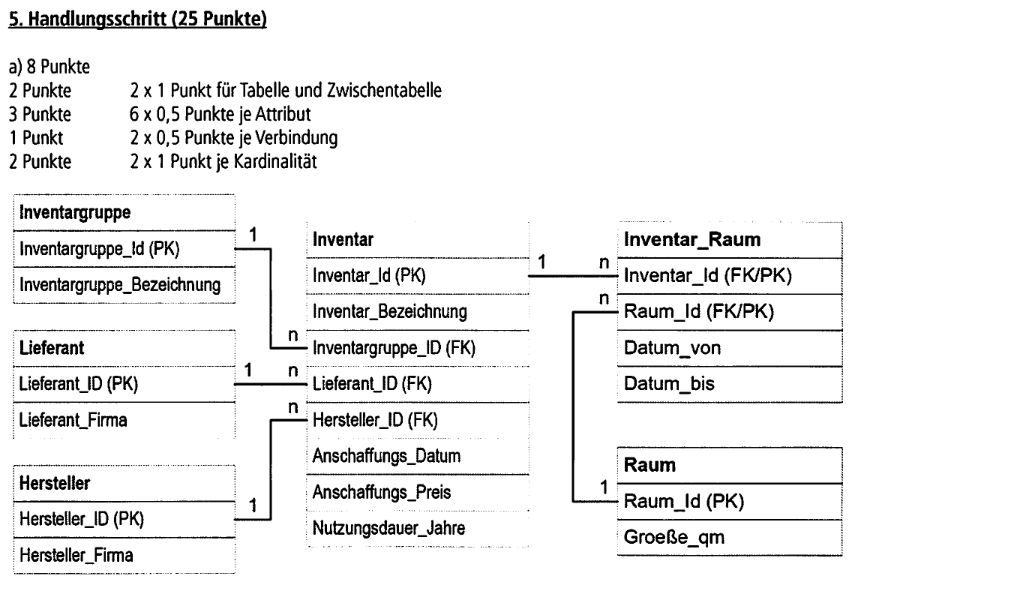 5. Handlungsschritt (25 Punkte)
a) 8 Punkte
2 Punkte 2 x 1 Punkt für Tabelle und Zwischentabelle
3 Punkte 6 x 0,5 Punkte je Attribut
1 Punkt 2 x 0,5 Punkte je Verbindung
2 Punkte 2 x 1 Punkt je Kardinalität
Inventargruppe
Inventargruppe_Id (PK)
Inventargruppe_Bezeichnung
1
n
Lieferant
Lieferant_ID (PK)
Lieferant_Firma
1
n
Hersteller
Hersteller_ID (PK)
Hersteller_Firma
1
n
Inventar
Inventar_Id (PK)
Inventar_Bezeichnung
Inventargruppe_ID (FK)
Lieferant_ID (FK)
Hersteller_ID (FK)
Anschaffungs_Datum
Anschaffungs_Preis
Nutzungsdauer_Jahre
1
n
Inventar_Raum
Inventar_Id (FK/PK)
Raum_Id (FK/PK)
Datum_von
Datum_bis
n
1
Raum
Raum_Id (PK)
Groeße_qm